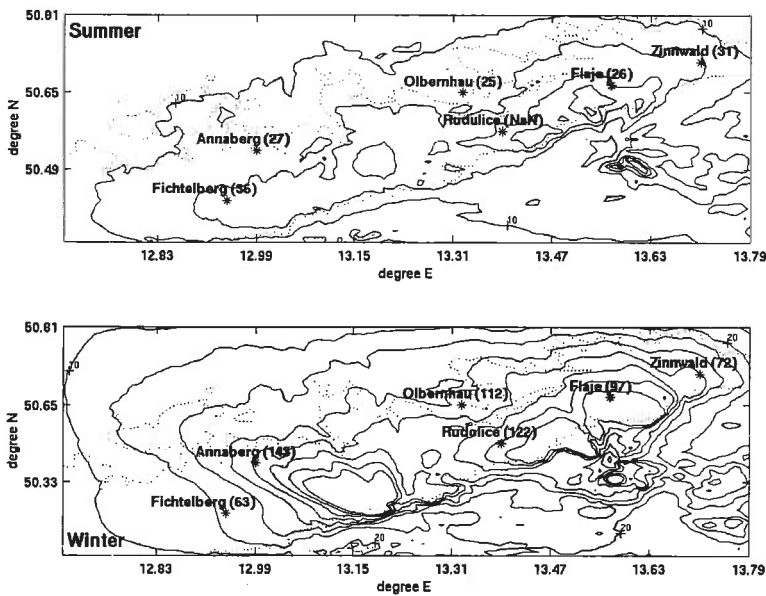 50.81
Summer
10
Zinnwald (31)
50.65
Olbernhau (25)
Flaje (26)
10
degree N
Rudulice (NaN)
Annaberg (27)
50.49
Fichtelberg (36)
10
12.83 12.99 13.15 13.31 13.47 13.63 13.79
degree E
50.81
20
Zinnwald (72)
50.65
Olbernhau (112)
Flaje (97)
degree N
Rudolice (122)
Annaberg (143)
50.33
Fichtelberg (63)
20
20
Winter
12.83 12.99 13.15 13.31 13.47 13.63 13.79
degree E